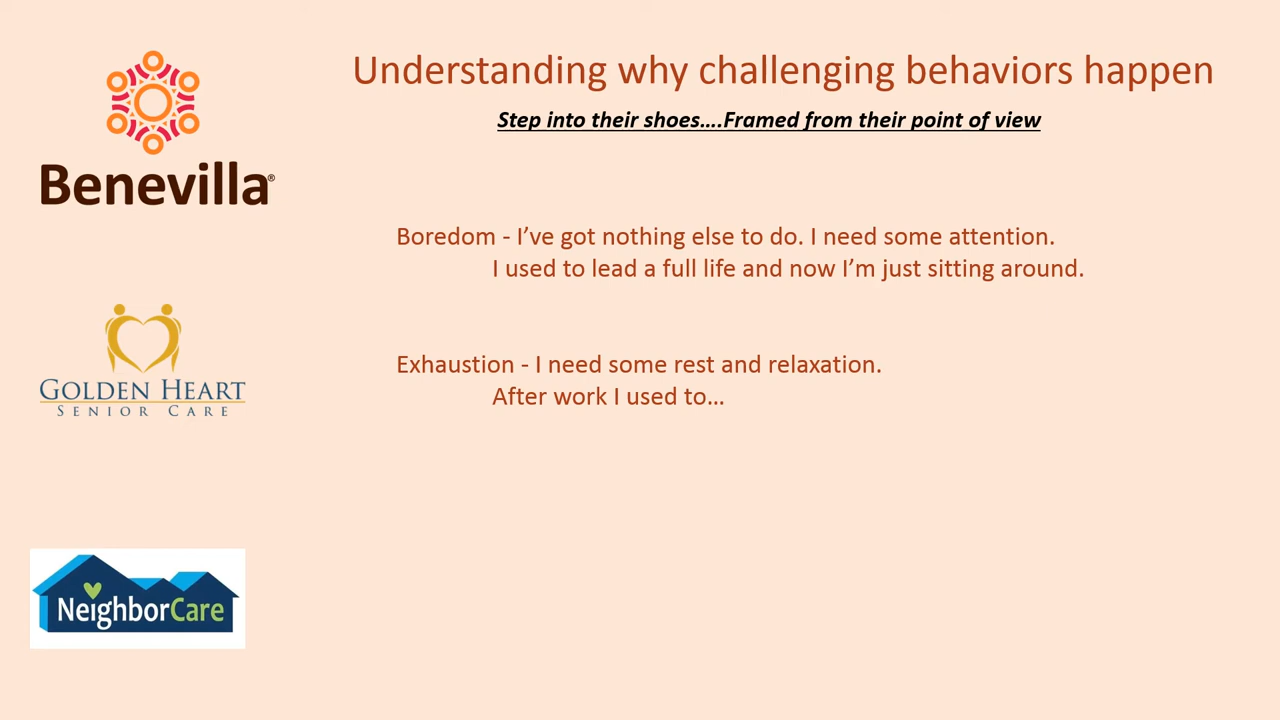 Understanding why challenging behaviors happen
Step into their shoes....Framed from their point of view
Benevilla®
Boredom - I've got nothing else to do. I need some attention.
I used to lead a full life and now I'm just sitting around.
GOLDEN HEART
SENIOR CARE
Exhaustion - I need some rest and relaxation.
After work I used to...
NeighborCare